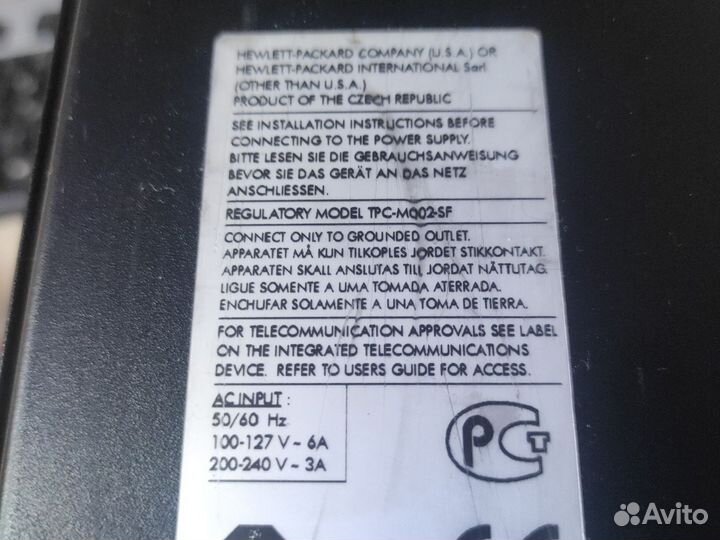 HEWLETT-PACKARD COMPANY (U.S.A.) OR
HEWLETT-PACKARD INTERNATIONAL Sarl
(OTHER THAN U.S.A.)
PRODUCT OF THE CZECH REPUBLIC
SEE INSTALLATION INSTRUCTIONS BEFORE
CONNECTING TO THE POWER SUPPLY.
BITTE LESEN SIE DIE GEBRAUCHSANWEISUNG
BEVOR SIE DAS GERÄT AN DAS NETZ
ANSCHLIESSEN.
REGULATORY MODEL TPC-M002-SF
CONNECT ONLY TO GROUNDED OUTLET.
APPARATET MÅ KUN TILKOPLES JORDET STIKKONTAKT.
APPARATEN SKALL ANSLUTAS TILL JORDAT NÄTTUTAG.
LIGUE SOMENTE A UMA TOMADA ATERRADA.
ENCHUFAR SOLAMENTE A UNA TOMA DE TIERRA.
FOR TELECOMMUNICATION APPROVALS SEE LABEL
ON THE INTEGRATED TELECOMMUNICATIONS
DEVICE. REFER TO USERS GUIDE FOR ACCESS.
AC INPUT :
50/60 Hz
100-127 V ~ 6A
200-240 V ~ 3A
РСТ
CE
Avito